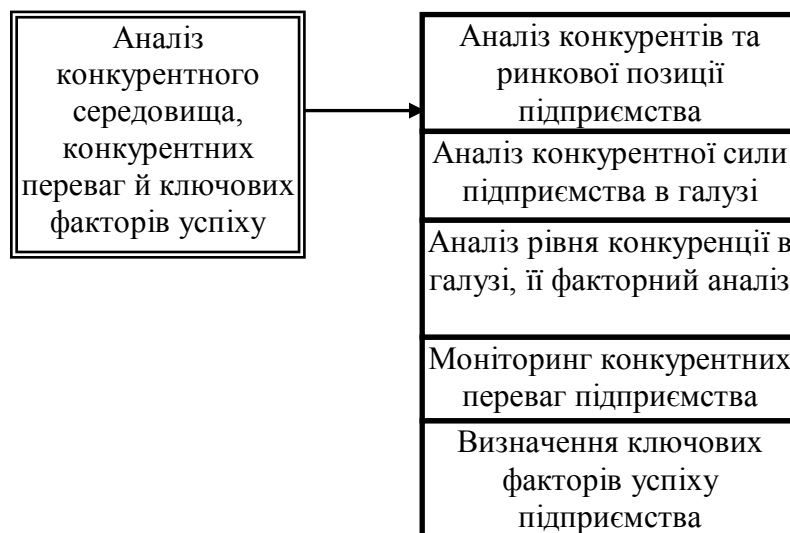 Аналіз
конкурентного
середовища,
конкурентних
переваг й ключових
факторів успіху
Аналіз конкурентів та
ринкової позиції
підприємства
Аналіз конкурентної сили
підприємства в галузі
Аналіз рівня конкуренції в
галузі, її факторний аналіз
Моніторинг конкурентних
переваг підприємства
Визначення ключових
факторів успіху
підприємства